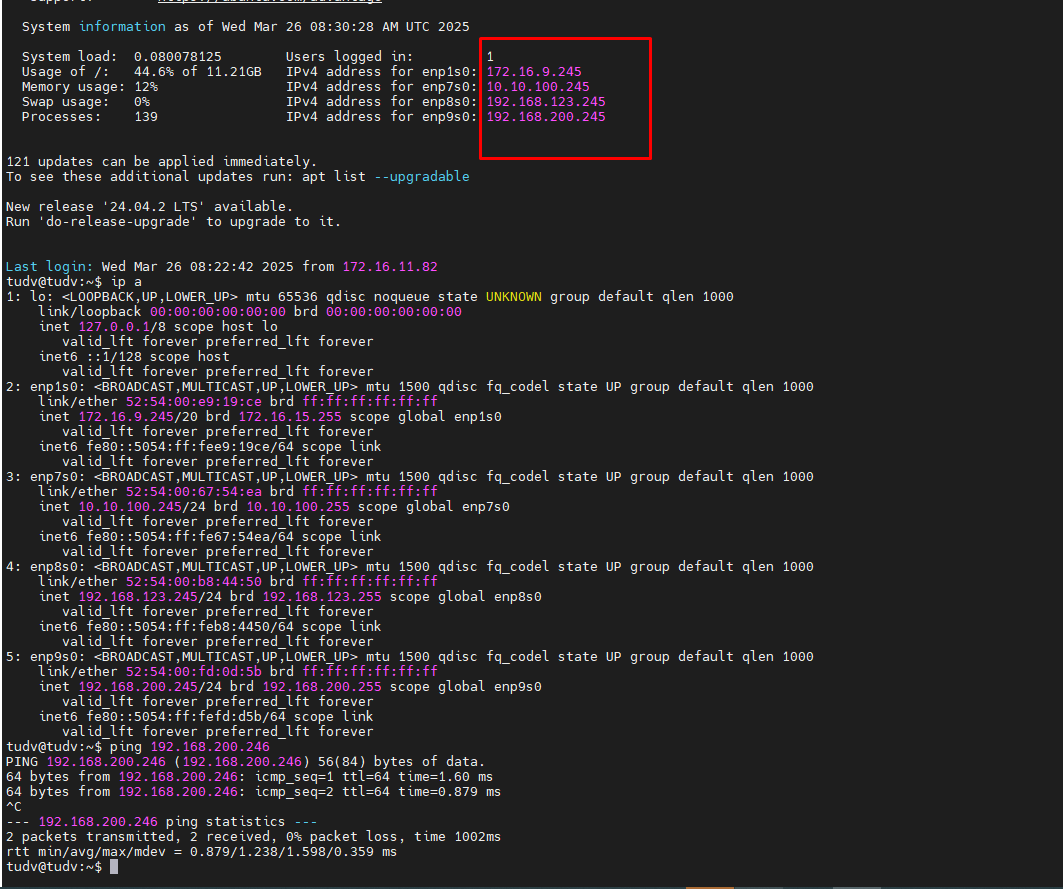 System information as of Wed Mar 26 08:30:28 AM UTC 2025
System load:  0.080078125        Users logged in:         1
Usage of /:   44.6% of 11.21GB   IPv4 address for enp1s0: 172.16.9.245
Memory usage: 12%                IPv4 address for enp7s0: 10.10.100.245
Swap usage:   0%                 IPv4 address for enp8s0: 192.168.123.245
Processes:    139                IPv4 address for enp9s0: 192.168.200.245
121 updates can be applied immediately.
To see these additional updates run: apt list --upgradable
New release '24.04.2 LTS' available.
Run 'do-release-upgrade' to upgrade to it.
Last login: Wed Mar 26 08:22:42 2025 from 172.16.11.82
tudv@tudv:~$ ip a
1: lo: <LOOPBACK,UP,LOWER_UP> mtu 65536 qdisc noqueue state UNKNOWN group default qlen 1000
    link/loopback 00:00:00:00:00:00 brd 00:00:00:00:00:00
    inet 127.0.0.1/8 scope host lo
       valid_lft forever preferred_lft forever
    inet6 ::1/128 scope host
       valid_lft forever preferred_lft forever
2: enp1s0: <BROADCAST,MULTICAST,UP,LOWER_UP> mtu 1500 qdisc fq_codel state UP group default qlen 1000
    link/ether 52:54:00:e9:19:ce brd ff:ff:ff:ff:ff:ff
    inet 172.16.9.245/20 brd 172.16.15.255 scope global enp1s0
       valid_lft forever preferred_lft forever
    inet6 fe80::5054:ff:fee9:19ce/64 scope link
       valid_lft forever preferred_lft forever
3: enp7s0: <BROADCAST,MULTICAST,UP,LOWER_UP> mtu 1500 qdisc fq_codel state UP group default qlen 1000
    link/ether 52:54:00:67:54:ea brd ff:ff:ff:ff:ff:ff
    inet 10.10.100.245/24 brd 10.10.100.255 scope global enp7s0
       valid_lft forever preferred_lft forever
    inet6 fe80::5054:ff:fe67:54ea/64 scope link
       valid_lft forever preferred_lft forever
4: enp8s0: <BROADCAST,MULTICAST,UP,LOWER_UP> mtu 1500 qdisc fq_codel state UP group default qlen 1000
    link/ether 52:54:00:b8:44:50 brd ff:ff:ff:ff:ff:ff
    inet 192.168.123.245/24 brd 192.168.123.255 scope global enp8s0
       valid_lft forever preferred_lft forever
    inet6 fe80::5054:ff:feb8:4450/64 scope link
       valid_lft forever preferred_lft forever
5: enp9s0: <BROADCAST,MULTICAST,UP,LOWER_UP> mtu 1500 qdisc fq_codel state UP group default qlen 1000
    link/ether 52:54:00:fd:0d:5b brd ff:ff:ff:ff:ff:ff
    inet 192.168.200.245/24 brd 192.168.200.255 scope global enp9s0
       valid_lft forever preferred_lft forever
    inet6 fe80::5054:ff:fefd:d5b/64 scope link
       valid_lft forever preferred_lft forever
tudv@tudv:~$ ping 192.168.200.246
PING 192.168.200.246 (192.168.200.246) 56(84) bytes of data.
64 bytes from 192.168.200.246: icmp_seq=1 ttl=64 time=1.60 ms
64 bytes from 192.168.200.246: icmp_seq=2 ttl=64 time=0.879 ms
^C
--- 192.168.200.246 ping statistics ---
2 packets transmitted, 2 received, 0% packet loss, time 1002ms
rtt min/avg/max/mdev = 0.879/1.238/1.598/0.359 ms
tudv@tudv:~$